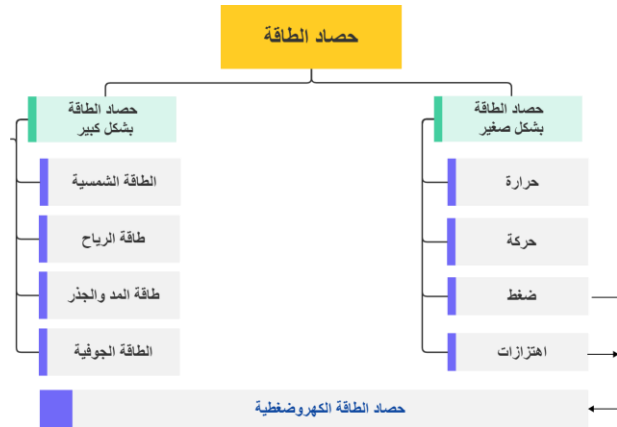 حصاد الطاقة
حصاد الطاقة
بشكل صغير
حرارة
حركة
ضغط
اهتزازات
حصاد الطاقة
بشكل كبير
الطاقة الشمسية
طاقة الرياح
طاقة المد والجذر
الطاقة الجوفية
حصاد الطاقة الكهروضغطية